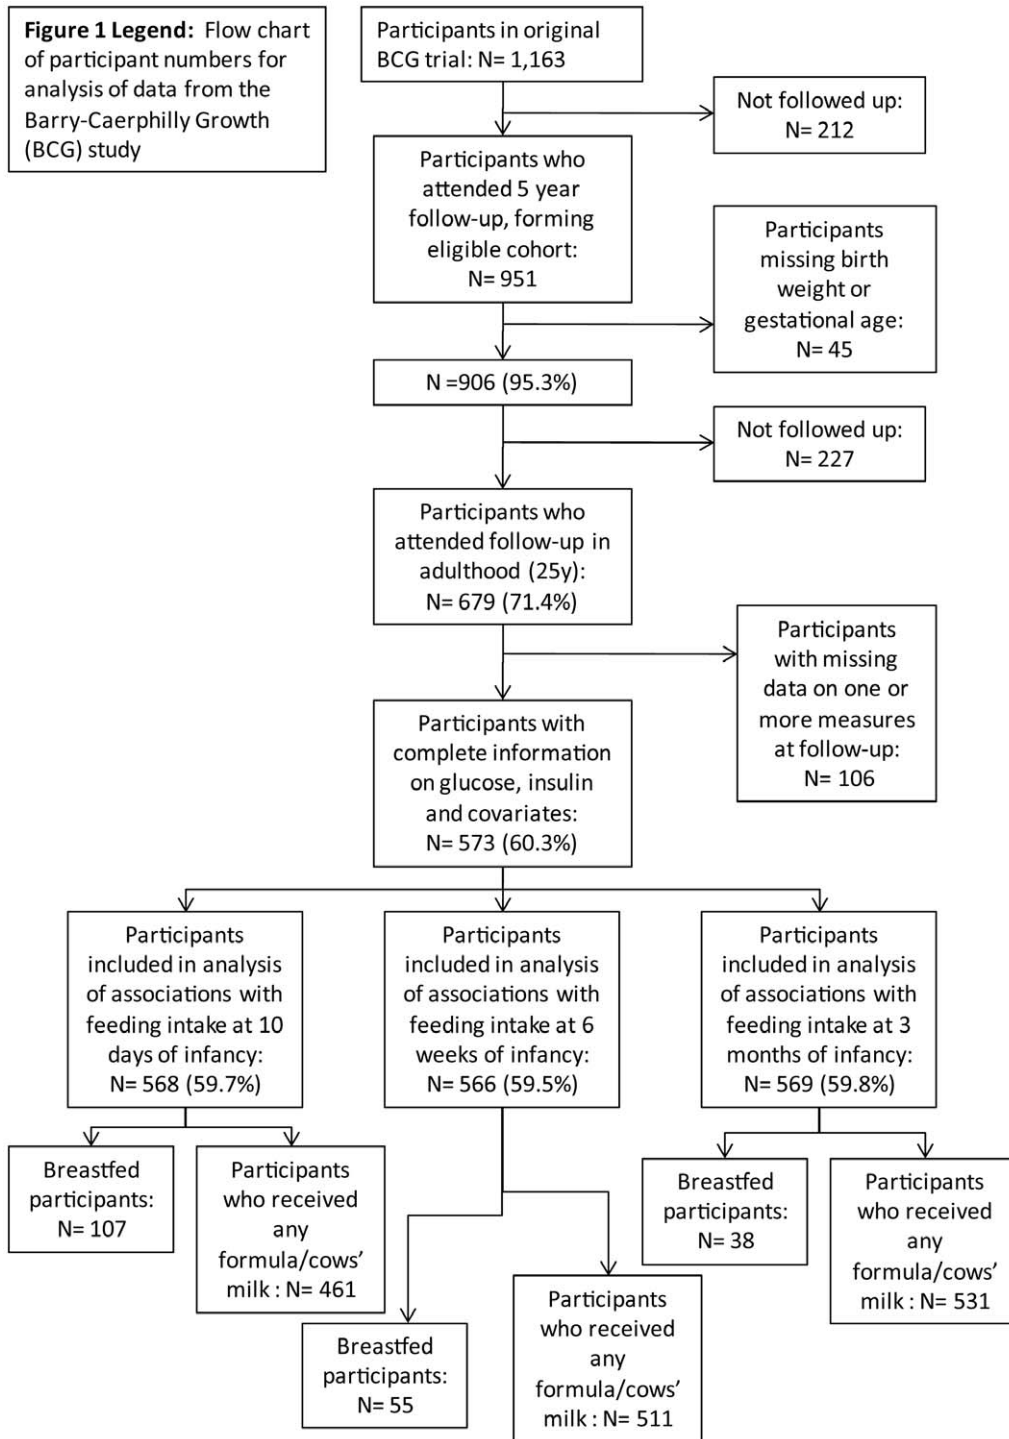 Figure 1 Legend: Flow chart
of participant numbers for
analysis of data from the
Barry-Caerphilly Growth
(BCG) study
Participants in original
BCG trial: N= 1,163
Not followed up:
N= 212
Participants who
attended 5 year
follow-up, forming
eligible cohort:
N= 951
Participants
missing birth
weight or
gestational age:
N= 45
N =906 (95.3%)
Not followed up:
N= 227
Participants who
attended follow-up in
adulthood (25y):
N= 679 (71.4%)
Participants
with missing
data on one or
more measures
at follow-up:
N= 106
Participants with
complete information
on glucose, insulin
and covariates:
N= 573 (60.3%)
Participants
included in analysis
of associations with
feeding intake at 10
days of infancy:
N= 568 (59.7%)
Participants
included in analysis
of associations with
feeding intake at 6
weeks of infancy:
N= 566 (59.5%)
Participants
included in analysis
of associations with
feeding intake at 3
months of infancy:
N= 569 (59.8%)
Breastfed
participants:
N= 107
Participants
who received
any
formula/cows'
milk : N= 461
Breastfed
participants:
N= 55
Participants
who received
any
formula/cows'
milk : N= 511
Breastfed
participants:
N= 38
Participants
who received
any
formula/cows'
milk : N= 531